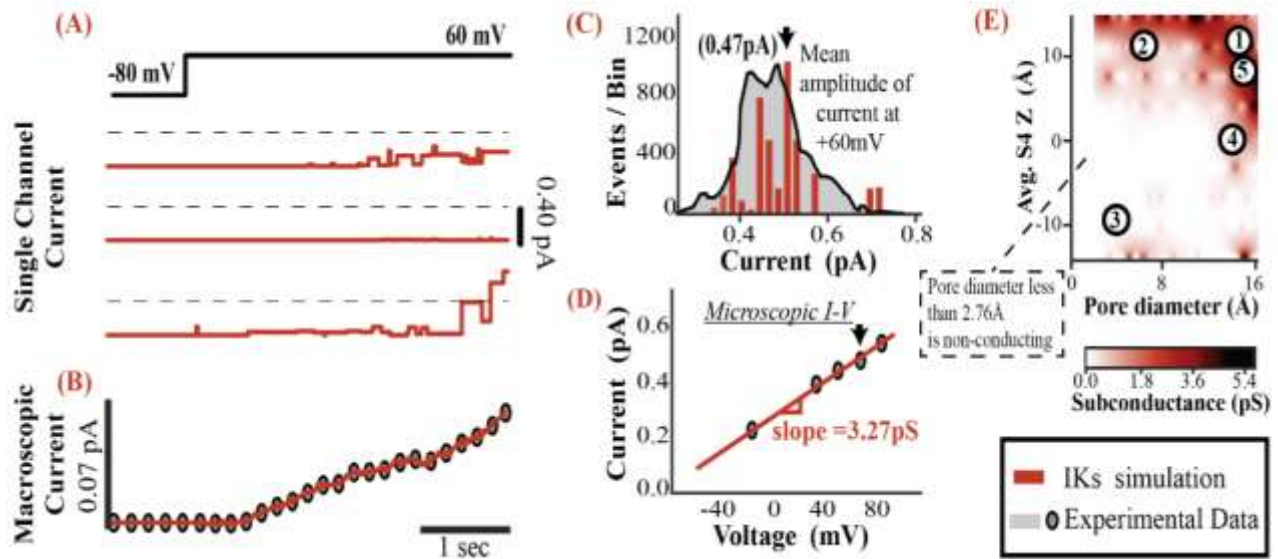 (A)
60 mV
-80 mV
Single Channel
Current
0.40 pA
(B)
Macroscopic
Current
0.07 pA
1 sec
(C)
1200
800
400
0
Events / Bin
(0.47pA)
Mean
amplitude of
current at
+60mV
0.4
0.6
0.8
Current (pA)
(D)
Microscopic I-V
0.6
0.4
0.2
0.0
Current (pA)
slope =3.27pS
-40
0
40
80
Voltage (mV)
(E)
10
0
-10
Avg. S4 Z (Å)
1
2
3
4
5
8
16
Pore diameter (Å)
Pore diameter less
than 2.76Å
is non-conducting
0.0
1.8
3.6
5.4
Subconductance (pS)
IKs simulation
Experimental Data